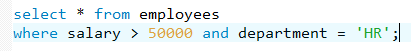 select * from employees
where salary > 50000 and department = 'HR';